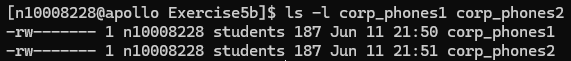 [n10008228@apollo Exercise5b]$ ls -l corp_phones1 corp_phones2
-rw------- 1 n10008228 students 187 Jun 11 21:50 corp_phones1
-rw------- 1 n10008228 students 187 Jun 11 21:51 corp_phones2